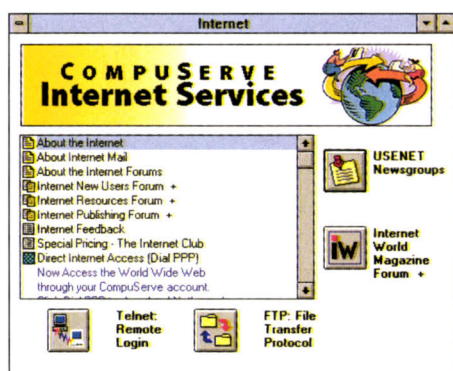 Internet
COMPUSERVE
Internet Services
About the Internet
About Internet Mail
About the Internet Forums
Internet New Users Forum +
Internet Resources Forum +
Internet Publishing Forum +
Internet Feedback
Special Pricing - The Internet Club
Direct Internet Access (Dial PPP)
Now Access the World Wide Web
through your CompuServe account.
USENET
Newsgroups
iw
Internet
World
Magazine
Forum +
Telnet:
Remote
Login
FTP: File
Transfer
Protocol